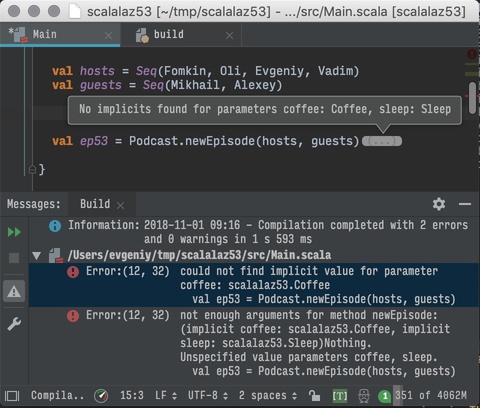 scalalaz53 [~/tmp/scalalaz53] - .../src/Main.scala [scalalaz53]
Main
build
val hosts = Seq(Fomkin, Oli, Evgeniy, Vadim)
val guests = Seq(Mikhail, Alexey)
No implicits found for parameters coffee: Coffee, sleep: Sleep
val ep53 = Podcast.newEpisode(hosts, guests)(...)
}
Messages: Build
Information: 2018-11-01 09:16 - Compilation completed with 2 errors
and 0 warnings in 1 s 593 ms
/Users/evgeniy/tmp/scalalaz53/src/Main.scala
Error:(12, 32) could not find implicit value for parameter
coffee: scalalaz53.Coffee
val ep53 = Podcast.newEpisode(hosts, guests)
Error:(12, 32) not enough arguments for method newEpisode:
(implicit coffee: scalalaz53.Coffee, implicit
sleep: scalalaz53.Sleep)Nothing.
Unspecified value parameters coffee, sleep.
val ep53 = Podcast.newEpisode(hosts, guests)
Compila.. 15:3 LF UTF-8 2 spaces [T] 1 351 of 4062M